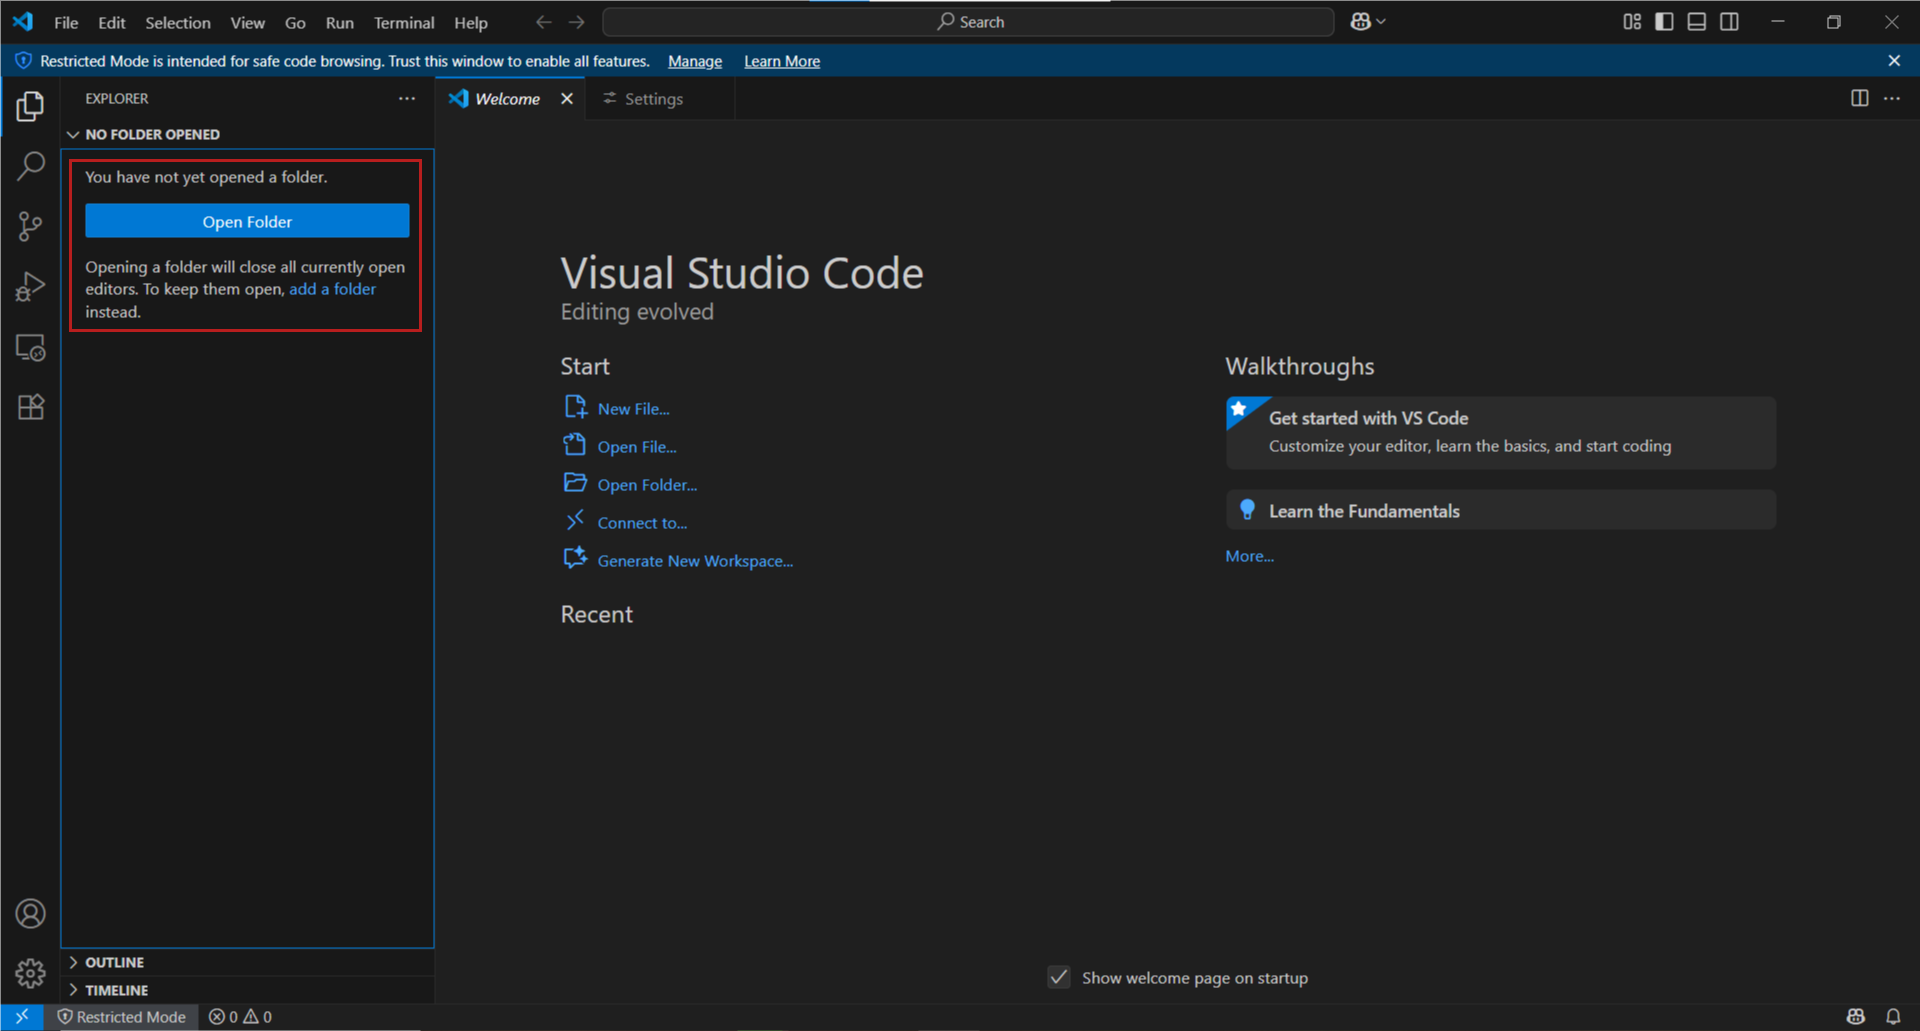 File Edit Selection View Go Run Terminal Help Search
Restricted Mode is intended for safe code browsing. Trust this window to enable all features. Manage Learn More
EXPLORER
NO FOLDER OPENED
You have not yet opened a folder.
Open Folder
Opening a folder will close all currently open
editors. To keep them open, add a folder
instead.
OUTLINE
TIMELINE
Welcome Settings
Visual Studio Code
Editing evolved
Start
New File...
Open File...
Open Folder...
Connect to...
Generate New Workspace...
Recent
Walkthroughs
Get started with VS Code
Customize your editor, learn the basics, and start coding
Learn the Fundamentals
More...
Show welcome page on startup
Restricted Mode 0 0